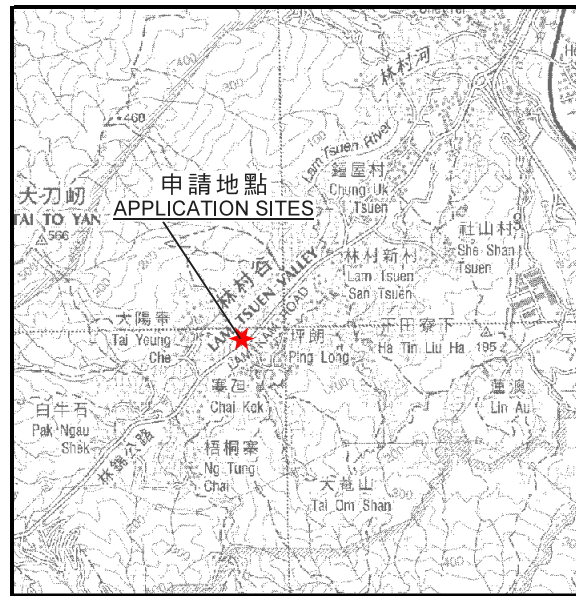 林村河
Lam Tsuen River
400
300
460
100
鍾屋村
Chung Uk
Tsuen
申請地點
APPLICATION SITES
大刀屻
TAI TO YAN
566
社山村
She Shan
Tsuen
林村谷
LAM TSUEN VALLEY
林村新村
Lam Tsuen
San Tsuen
LAM KAM ROAD
大陽輋
Tai Yeung
Che
坪朗
Ping Long
下田寮下
Ha Tin Liu Ha
195
寨乪
Chai Kek
蓮澳
Lin Au
白牛石
Pak Ngau
Shek
林錦公路
梧桐寨
Ng Tung
Chai
大菴山
Tai Om Shan
300
400